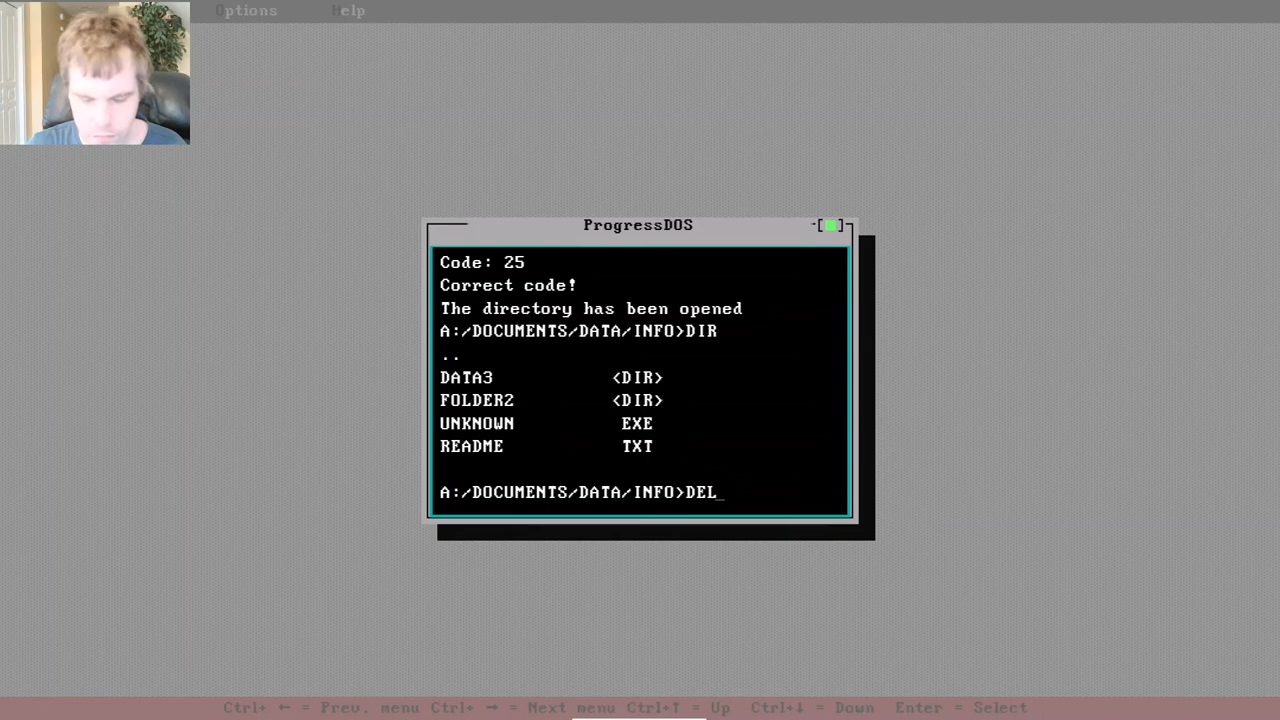 Options Help
ProgressDOS
Code: 25
Correct code!
The directory has been opened
A:/DOCUMENTS/DATA/INFO>DIR
..
DATA3 <DIR>
FOLDER2 <DIR>
UNKNOWN EXE
README TXT
A:/DOCUMENTS/DATA/INFO>DEL_
Ctrl+ ← = Prev. menu Ctrl+ → = Next menu Ctrl+↑ = Up Ctrl+↓ = Down Enter = Select